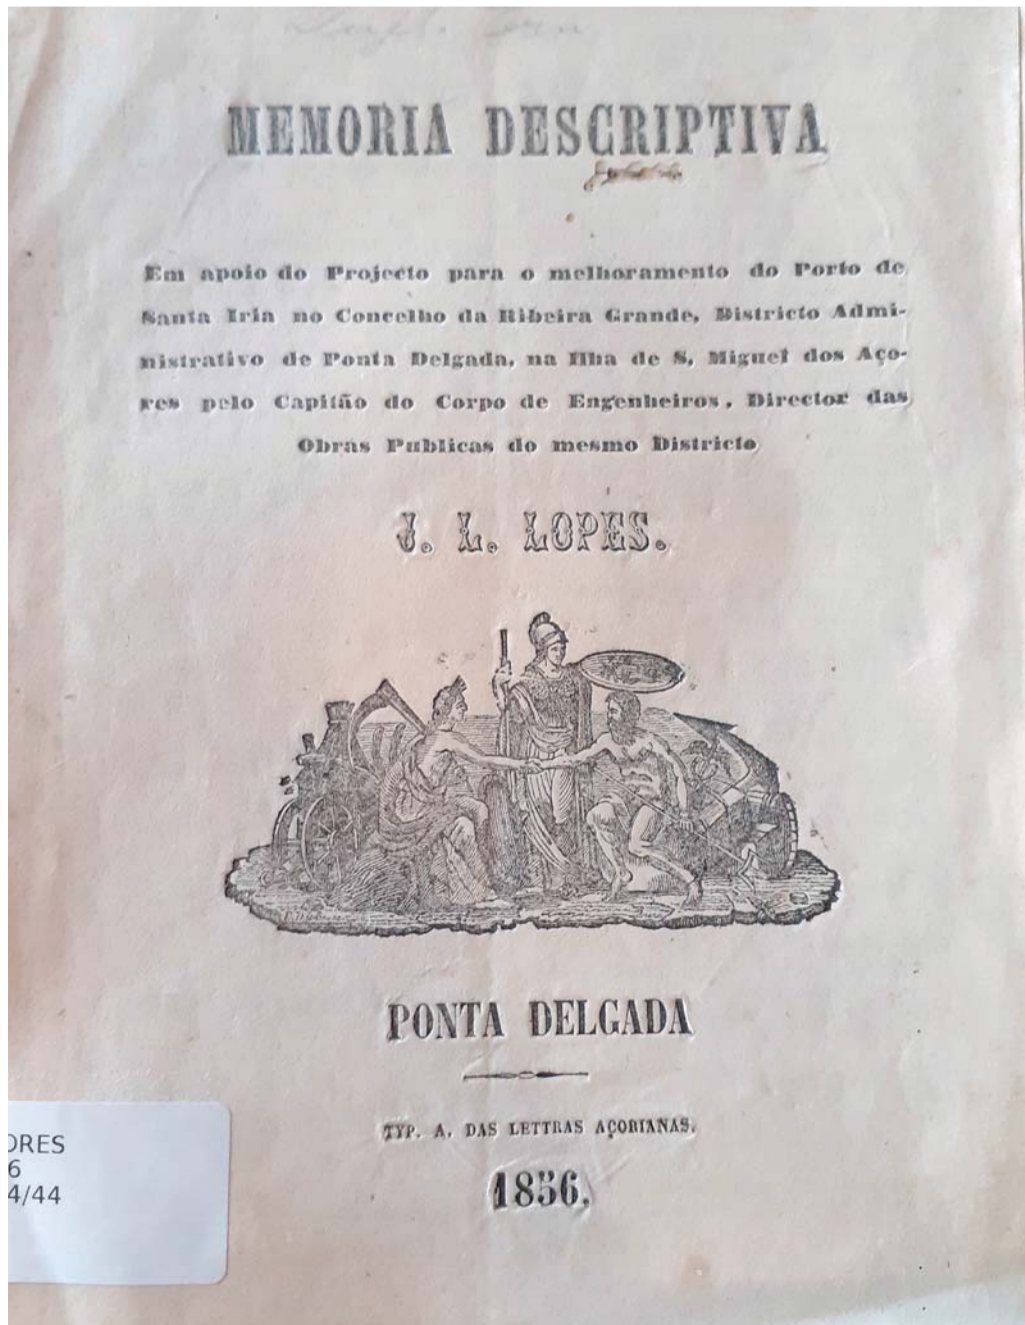 MEMORIA DESCRIPTIVA
Em apoio do Projecto para o melhoramento do Porto de
Santa Iria no Concelho da Ribeira Grande, Districto Admi-
nistrativo de Ponta Delgada, na Ilha de S, Miguel dos Aço-
res pelo Capitão do Corpo de Engenheiros, Director das
Obras Publicas do mesmo Districto
J. L. LOPES.
PONTA DELGADA
TYP. A. DAS LETTRAS AÇORIANAS.
1856.
ORES
6
4/44